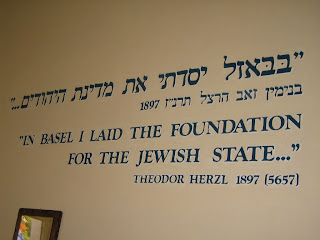 "בבאזל יסדתי את מדינת היהודים..."
בנימין זאב הרצל תרנ"ז 1897
"IN BASEL I LAID THE FOUNDATION
FOR THE JEWISH STATE..."
THEODOR HERZL 1897 (5657)